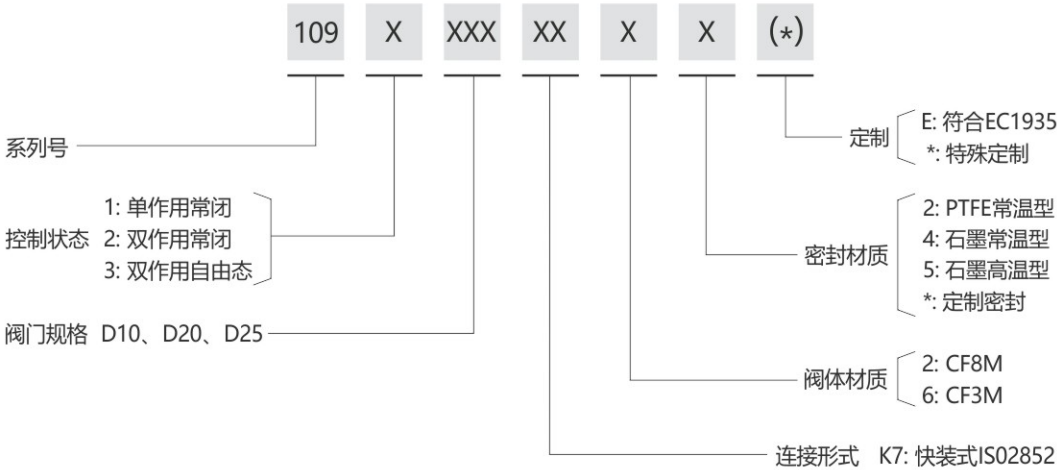 109 X XXX XX X X (*)
系列号
控制状态
1: 单作用常闭
2: 双作用常闭
3: 双作用自由态
阀门规格 D10、D20、D25
定制
E: 符合EC1935
*: 特殊定制
密封材质
2: PTFE常温型
4: 石墨常温型
5: 石墨高温型
*: 定制密封
阀体材质
2: CF8M
6: CF3M
连接形式 K7: 快装式IS02852